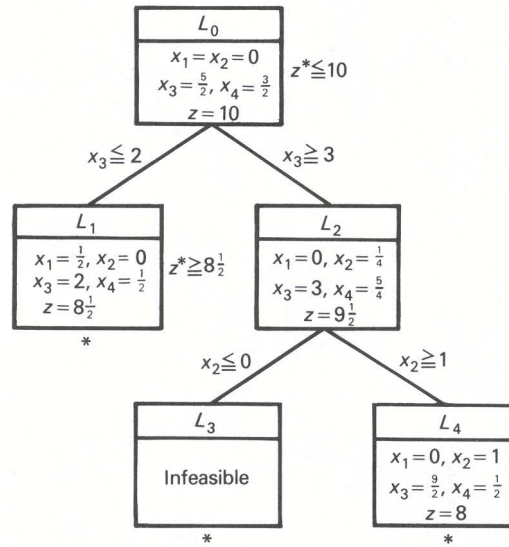 L₀
x₁ = x₂ = 0
x₃ = 5/2, x₄ = 3/2
z = 10
z* ≦ 10
x₃ ≦ 2
x₃ ≧ 3
L₁
x₁ = 1/2, x₂ = 0
x₃ = 2, x₄ = 1/2
z = 8 1/2
*
z* ≧ 8 1/2
L₂
x₁ = 0, x₂ = 1/4
x₃ = 3, x₄ = 5/4
z = 9 1/2
x₂ ≦ 0
x₂ ≧ 1
L₃
Infeasible
*
L₄
x₁ = 0, x₂ = 1
x₃ = 9/2, x₄ = 1/2
z = 8
*